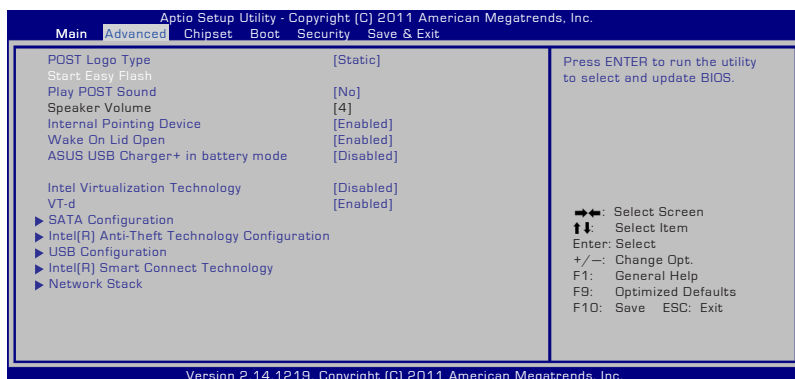 Aptio Setup Utility - Copyright (C) 2011 American Megatrends, Inc.
Main Advanced Chipset Boot Security Save & Exit
POST Logo Type [Static]
Start Easy Flash
Play POST Sound [No]
Speaker Volume [4]
Internal Pointing Device [Enabled]
Wake On Lid Open [Enabled]
ASUS USB Charger+ in battery mode [Disabled]
Intel Virtualization Technology [Disabled]
VT-d [Enabled]
▶ SATA Configuration
▶ Intel(R) Anti-Theft Technology Configuration
▶ USB Configuration
▶ Intel(R) Smart Connect Technology
▶ Network Stack
Press ENTER to run the utility
to select and update BIOS.
→←: Select Screen
↑↓: Select Item
Enter: Select
+/—: Change Opt.
F1: General Help
F9: Optimized Defaults
F10: Save ESC: Exit
Version 2.14.1219. Copyright (C) 2011 American Megatrends, Inc.